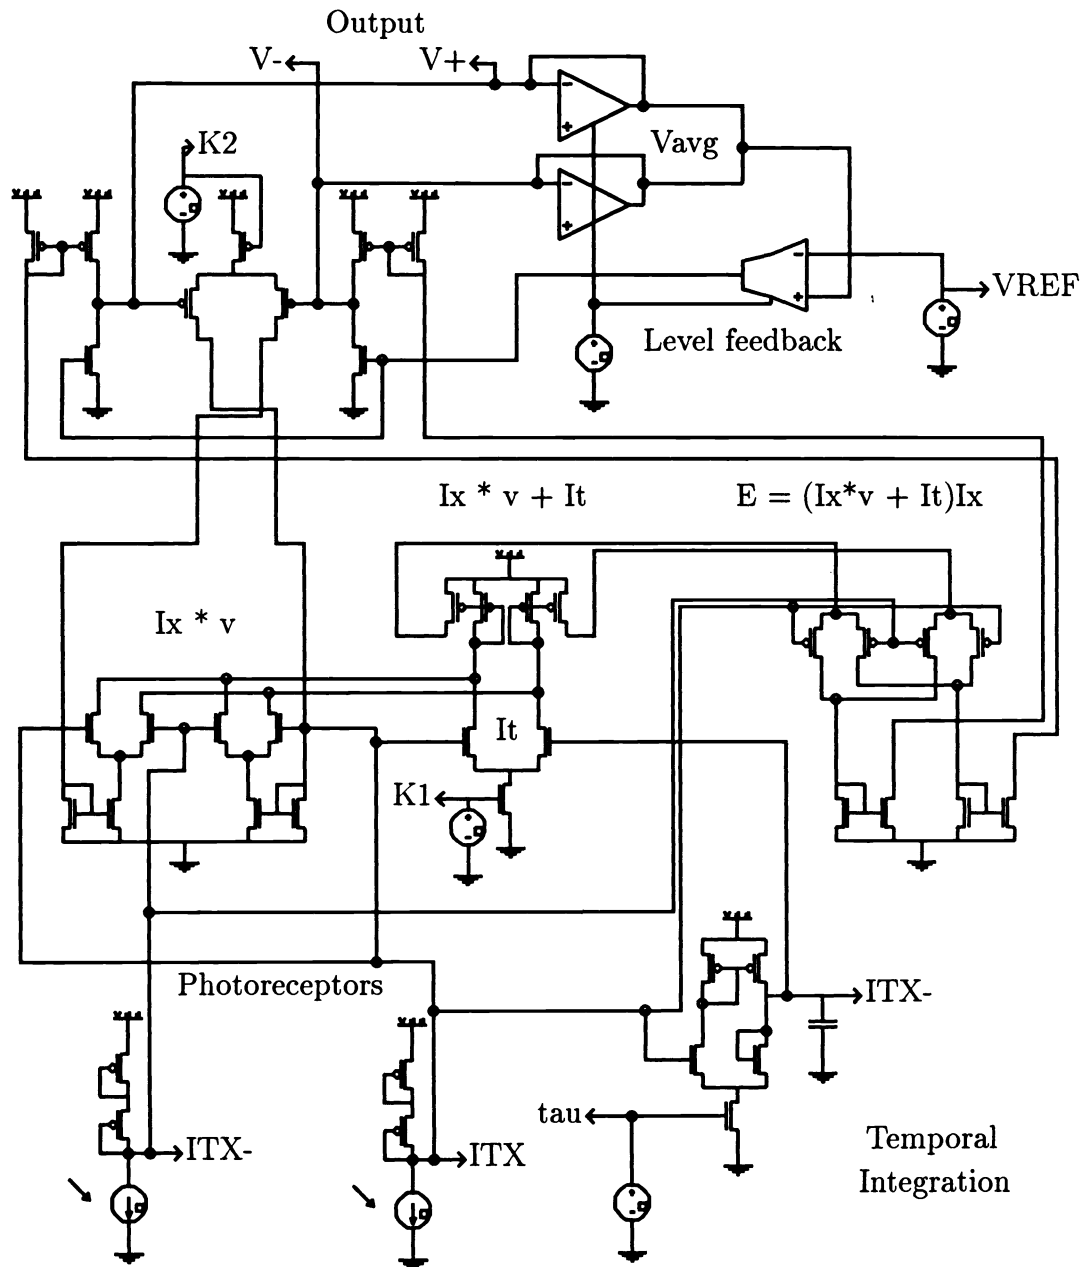 Output
V-
V+
K2
Vavg
VREF
Level feedback
Ix * v + It
E = (Ix*v + It)Ix
Ix * v
It
K1
Photoreceptors
ITX-
tau
ITX-
ITX
Temporal
Integration